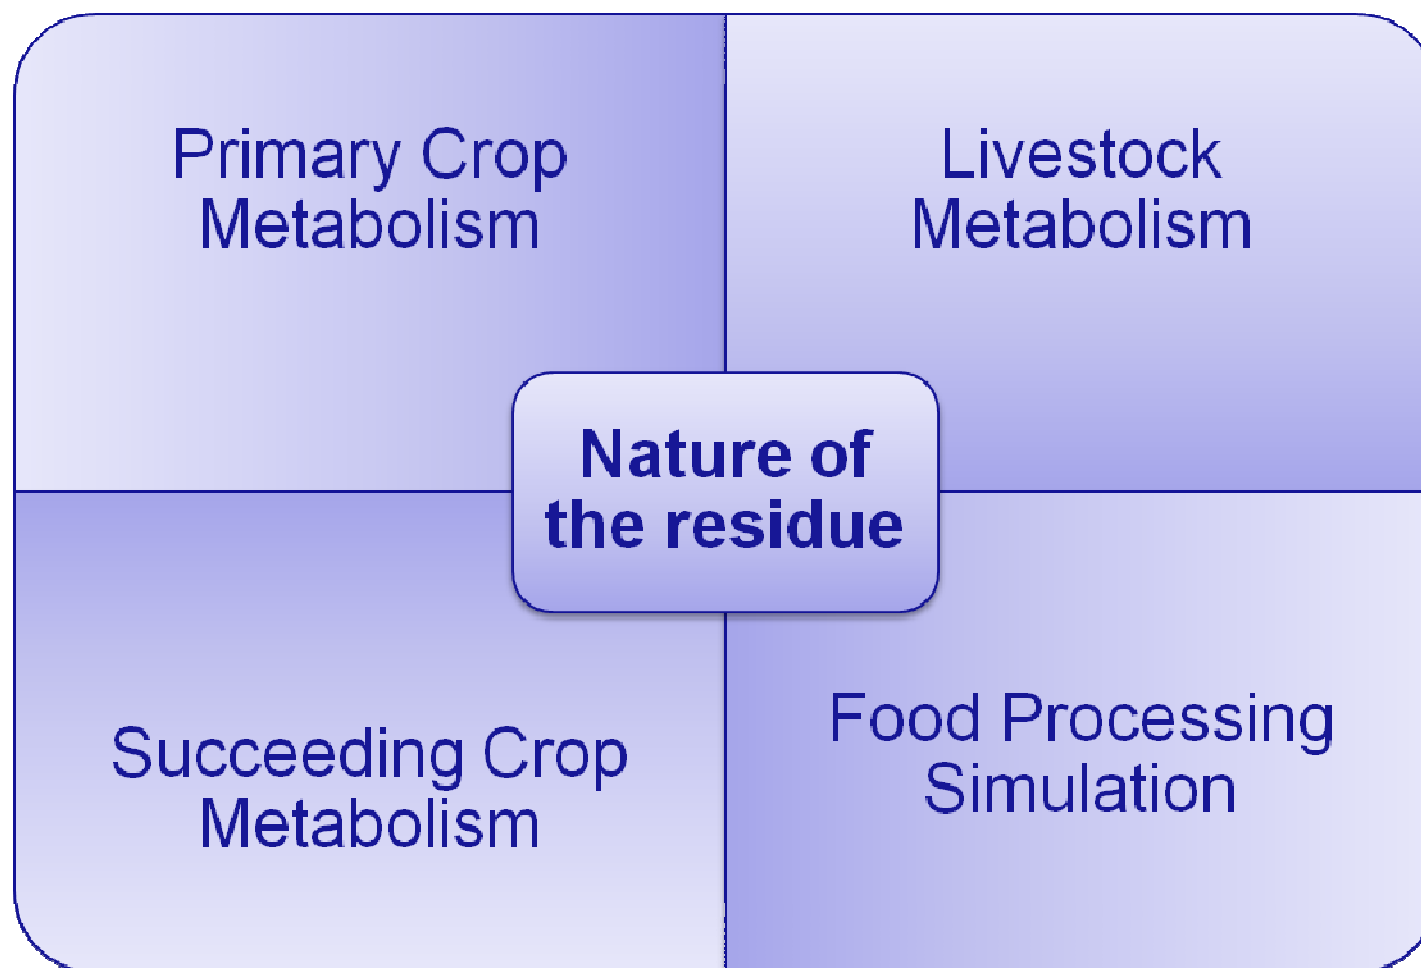 Primary Crop
Metabolism
Livestock
Metabolism
Nature of
the residue
Succeeding Crop
Metabolism
Food Processing
Simulation